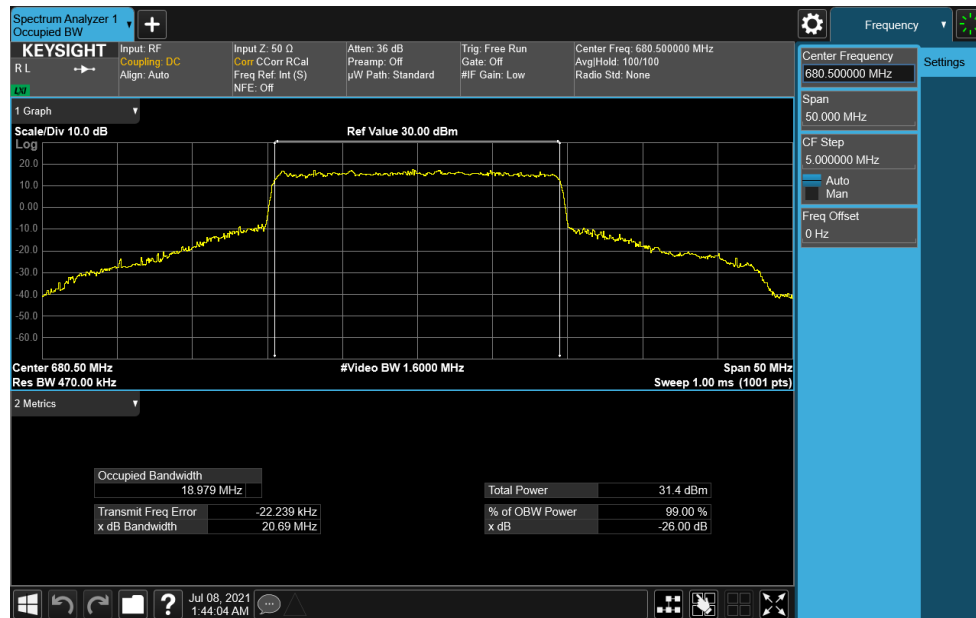 Spectrum Analyzer 1
Occupied BW
Frequency
KEYSIGHT
R L
LXI
Input: RF
Coupling: DC
Align: Auto
Input Z: 50 Ω
Corr CCorr RCal
Freq Ref: Int (S)
NFE: Off
Atten: 36 dB
Preamp: Off
µW Path: Standard
Trig: Free Run
Gate: Off
#IF Gain: Low
Center Freq: 680.500000 MHz
Avg|Hold: 100/100
Radio Std: None
Center Frequency
680.500000 MHz
Settings
Span
50.000 MHz
CF Step
5.000000 MHz
Auto
Man
Freq Offset
0 Hz
1 Graph
Scale/Div 10.0 dB
Ref Value 30.00 dBm
Log
20.0
10.0
0.00
-10.0
-20.0
-30.0
-40.0
-50.0
-60.0
Center 680.50 MHz
#Video BW 1.6000 MHz
Span 50 MHz
Res BW 470.00 kHz
Sweep 1.00 ms (1001 pts)
2 Metrics
Occupied Bandwidth
18.979 MHz
Total Power 31.4 dBm
Transmit Freq Error -22.239 kHz
% of OBW Power 99.00 %
x dB Bandwidth 20.69 MHz
x dB -26.00 dB
?
Jul 08, 2021
1:44:04 AM